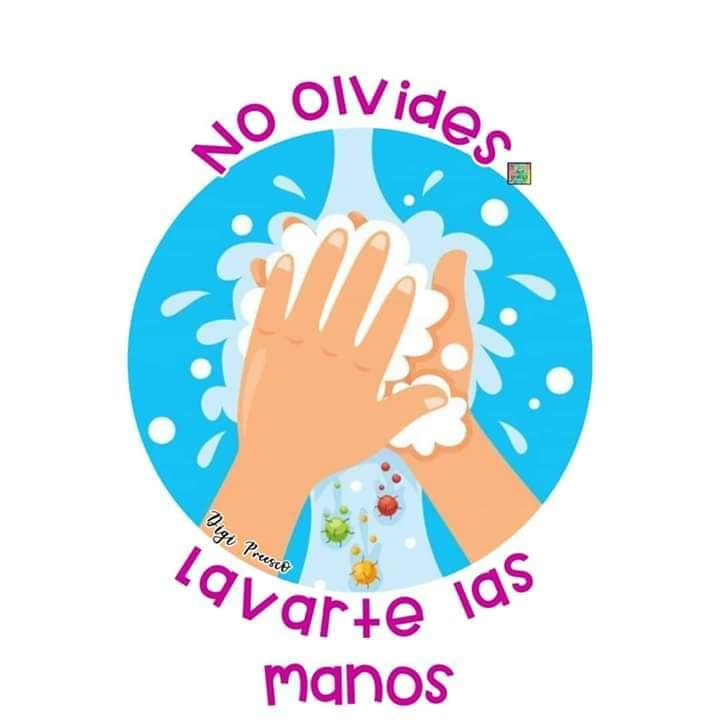 No olvides
Digi Preesco
Lavarte las
manos